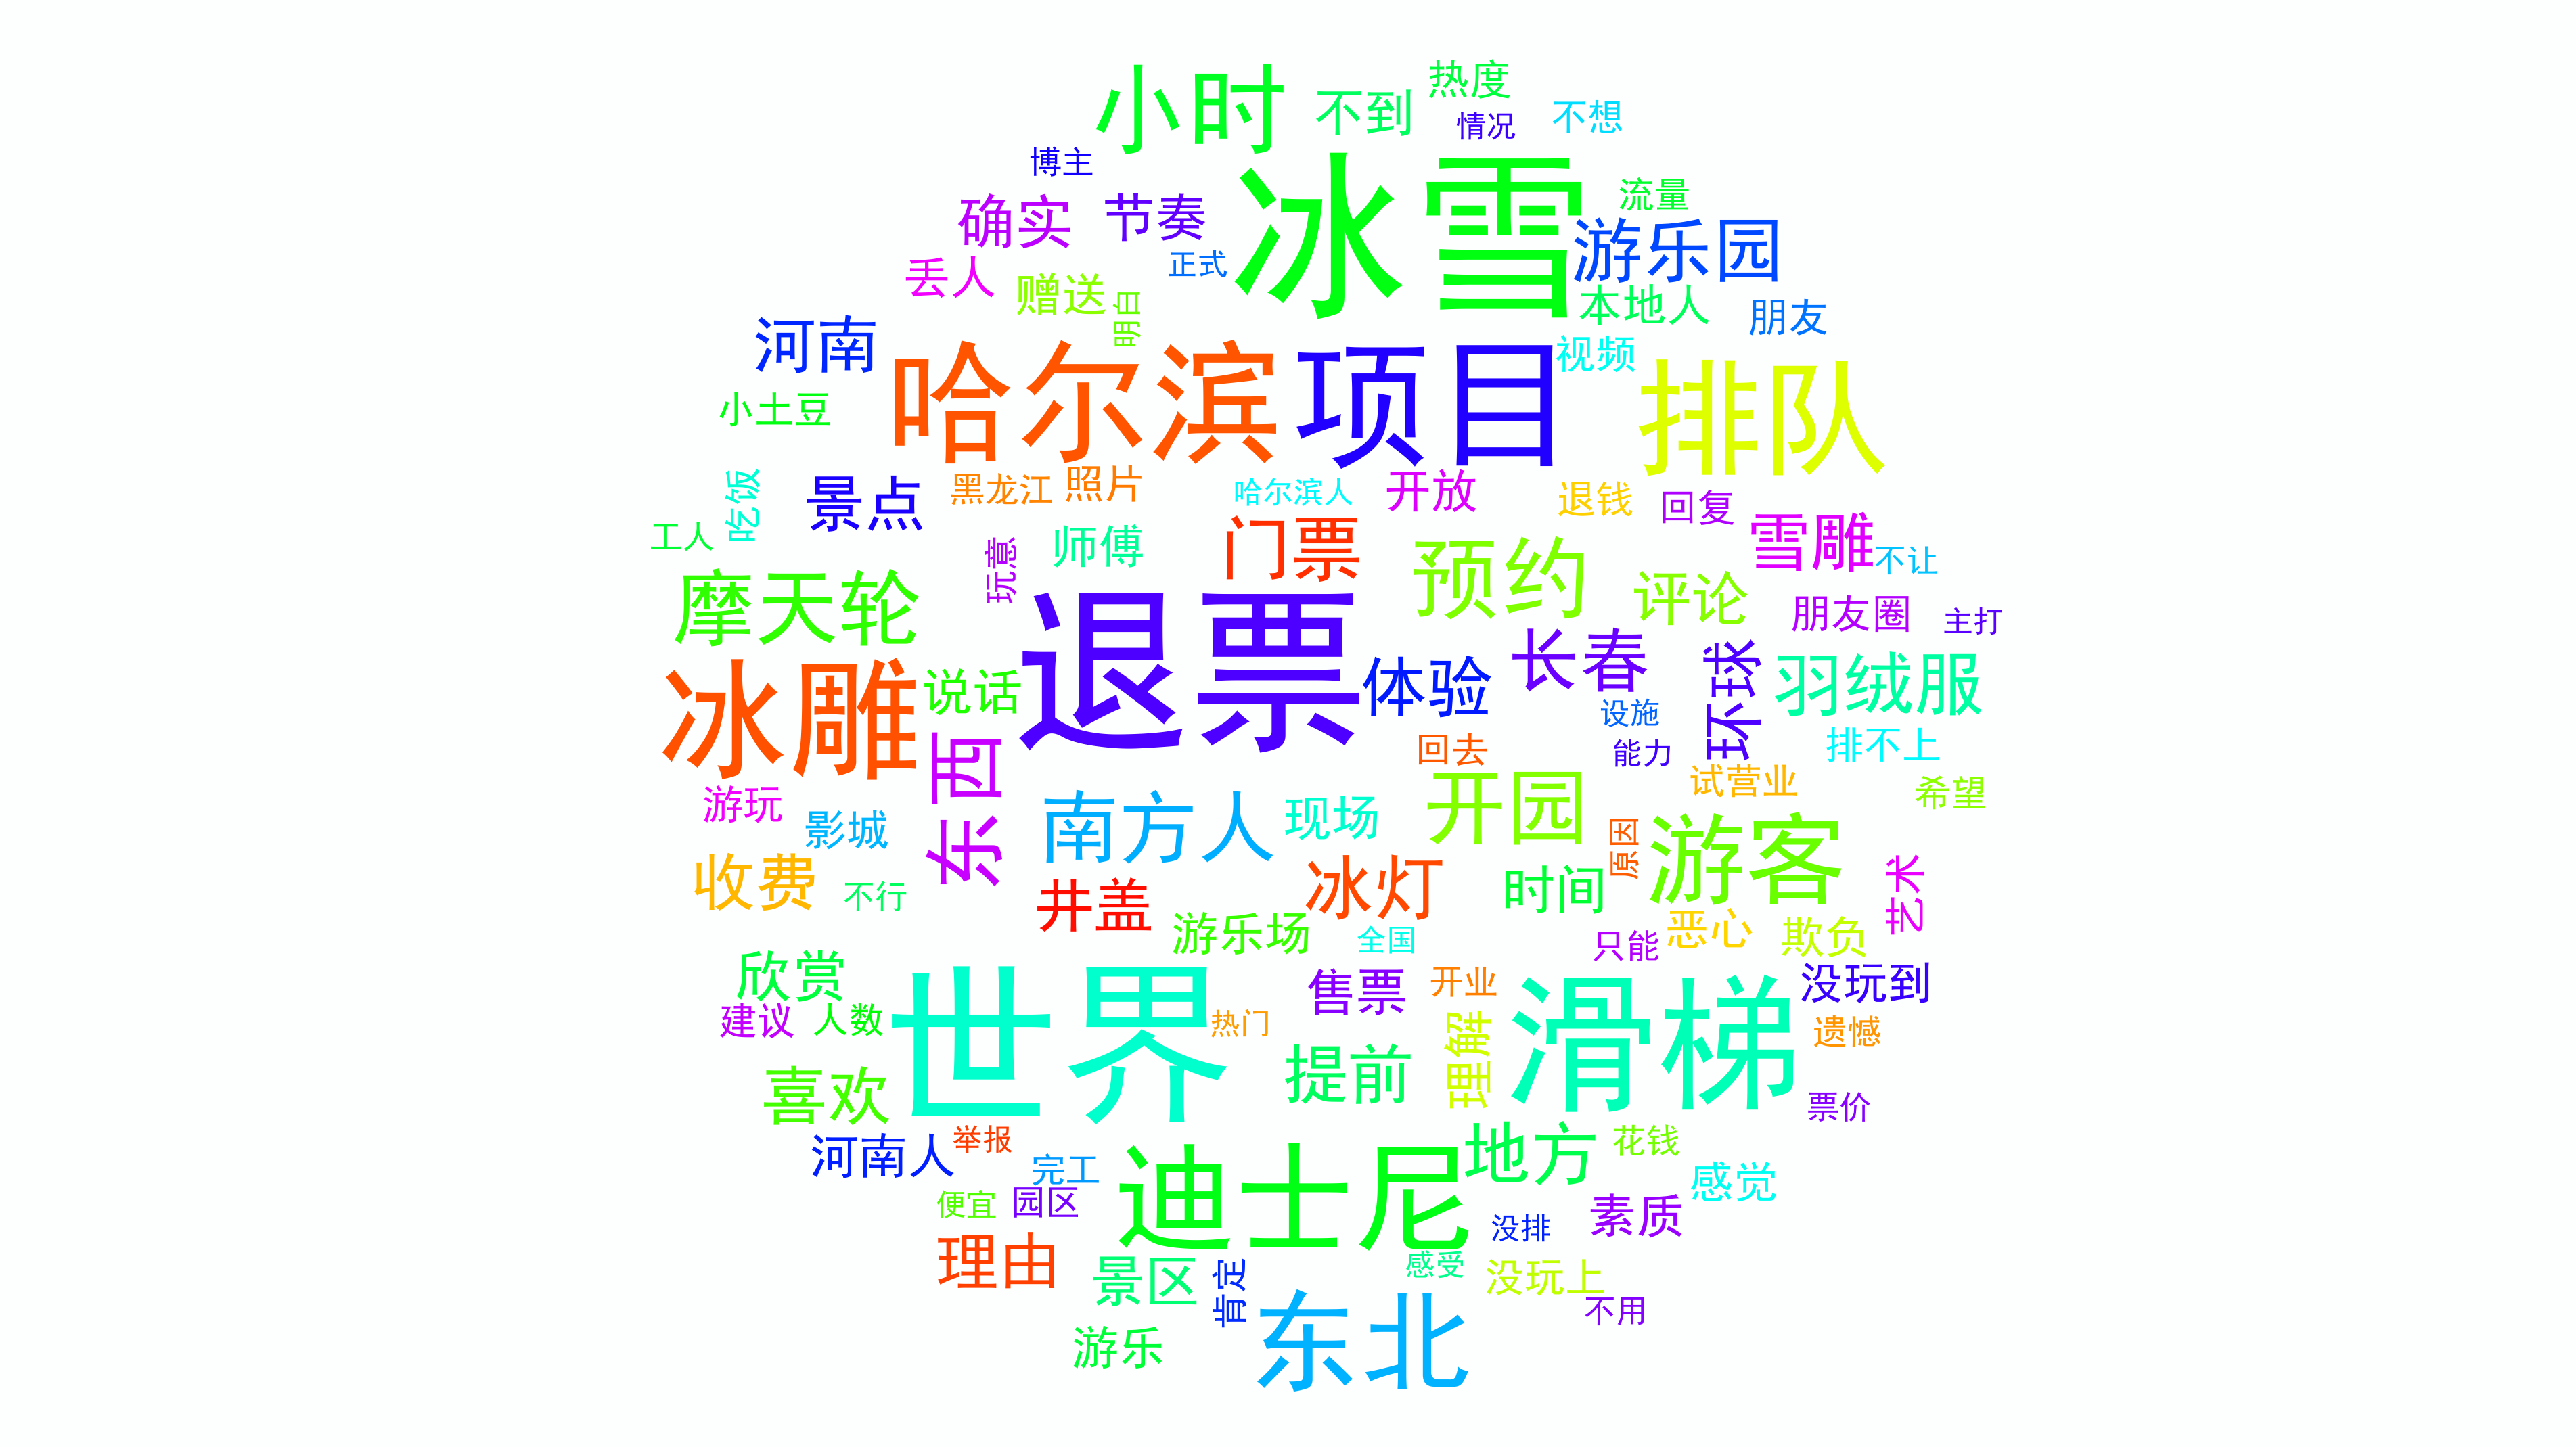 小时
不到
热度
情况
不想
博主
确实
节奏
冰雪
流量
游乐园
丢人
赠送
正式
明白
本地人
朋友
河南
哈尔滨
项目
视频
排队
小土豆
吃饭
景点
黑龙江
照片
哈尔滨人
开放
退钱
回复
雪雕
不让
工人
玩意
师傅
门票
预约
评论
朋友圈
主打
摩天轮
退票
体验
长春
环球
羽绒服
冰雕
说话
设施
能力
回去
排不上
东西
游玩
影城
南方人
现场
开园
试营业
希望
原因
游客
艺术
收费
不行
井盖
冰灯
时间
游乐场
全国
只能
恶心
欺负
欣赏
世界
售票
开业
滑梯
没玩到
建议
人数
热门
提前
理解
遗憾
喜欢
票价
河南人
举报
完工
迪士尼
地方
花钱
感觉
便宜
园区
没排
素质
理由
景区
肯定
感受
没玩上
不用
游乐
东北